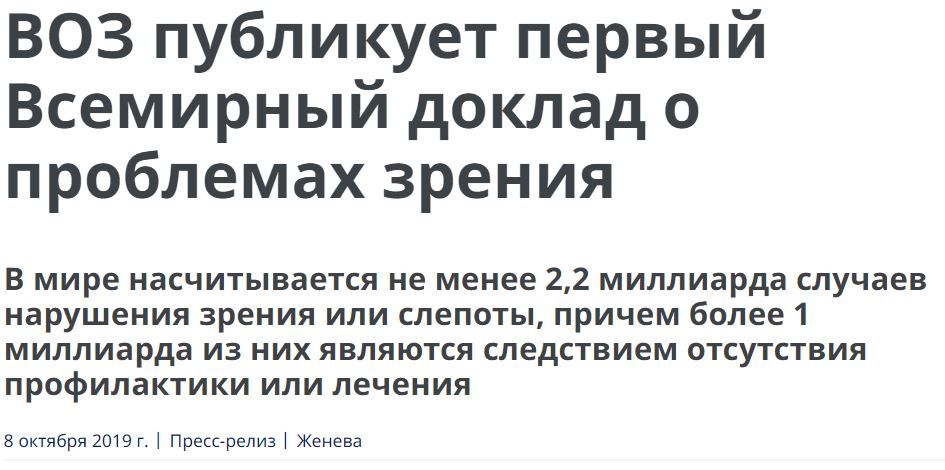 ВОЗ публикует первый
Всемирный доклад о
проблемах зрения
В мире насчитывается не менее 2,2 миллиарда случаев
нарушения зрения или слепоты, причем более 1
миллиарда из них являются следствием отсутствия
профилактики или лечения
8 октября 2019 г. | Пресс-релиз | Женева